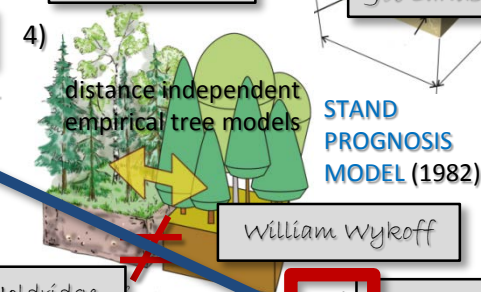 4)
distance independent
empirical tree models
STAND
PROGNOSIS
MODEL (1982)
William Wykoff